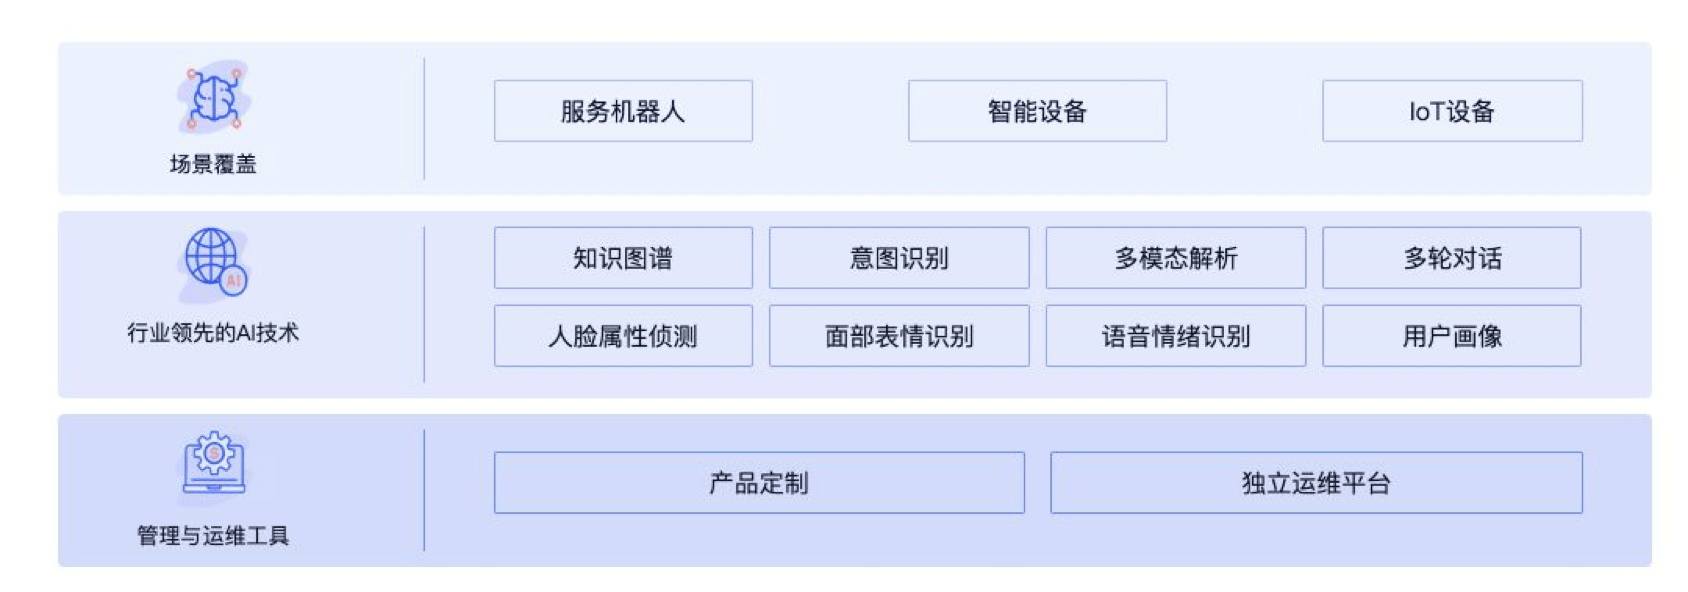 场景覆盖
服务机器人
智能设备
IoT设备
行业领先的AI技术
AI
知识图谱
意图识别
多模态解析
多轮对话
人脸属性侦测
面部表情识别
语音情绪识别
用户画像
管理与运维工具
S
产品定制
独立运维平台